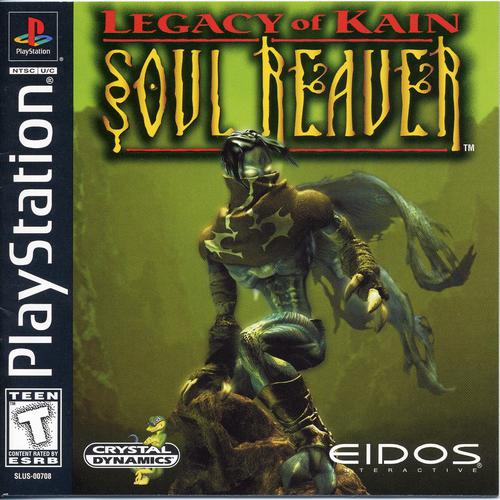 LEGACY of KAIN
SOUL REAVER
TM
PlayStation
NTSC U/C
PlayStation
TEEN
T
CONTENT RATED BY
ESRB
SLUS-00708
CRYSTAL
DYNAMICS
EIDOS
INTERACTIVE